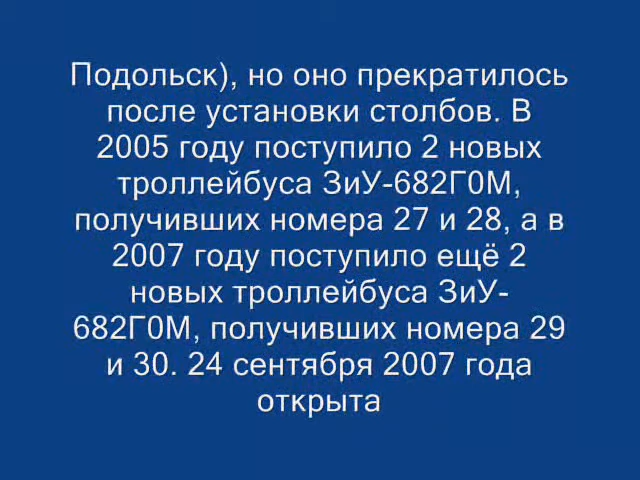 Подольск), но оно прекратилось
после установки столбов. В
2005 году поступило 2 новых
троллейбуса ЗиУ-682Г0М,
получивших номера 27 и 28, а в
2007 году поступило ещё 2
новых троллейбуса ЗиУ-
682Г0М, получивших номера 29
и 30. 24 сентября 2007 года
открыта